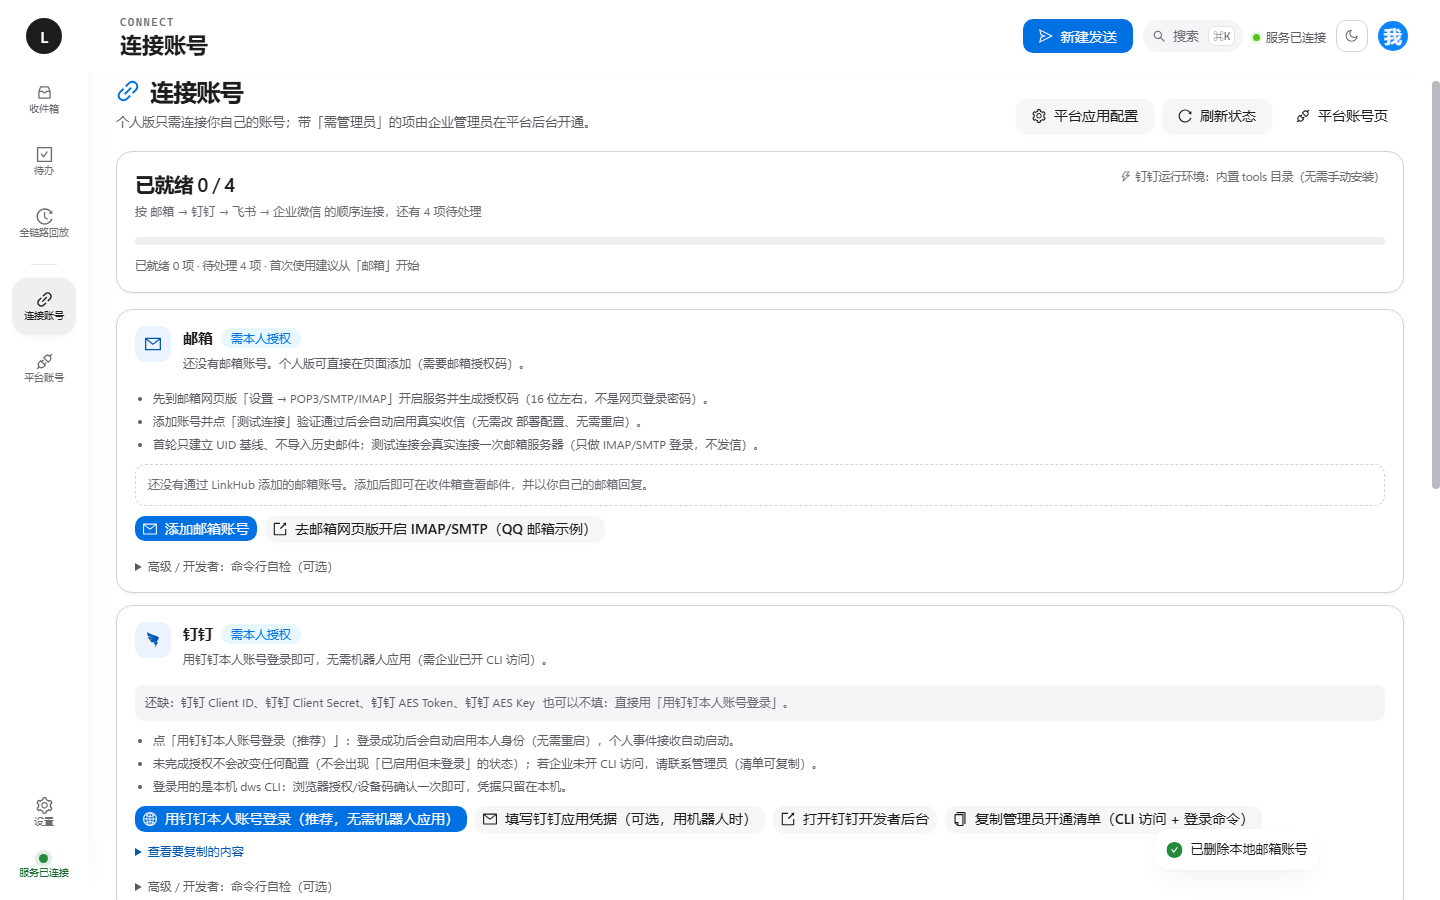 L
CONNECT
连接账号
新建发送
搜索 ⌘K
服务已连接
我
收件箱
待办
全链路回放
连接账号
平台账号
设置
服务已连接
连接账号
个人版只需连接你自己的账号；带「需管理员」的项由企业管理员在平台后台开通。
平台应用配置
刷新状态
平台账号页
已就绪 0 / 4
钉钉运行环境：内置 tools 目录（无需手动安装）
按 邮箱 → 钉钉 → 飞书 → 企业微信 的顺序连接，还有 4 项待处理
已就绪 0 项 · 待处理 4 项 · 首次使用建议从「邮箱」开始
邮箱 需本人授权
还没有邮箱账号。个人版可直接在页面添加（需要邮箱授权码）。
• 先到邮箱网页版「设置 → POP3/SMTP/IMAP」开启服务并生成授权码（16 位左右，不是网页登录密码）。
• 添加账号并点「测试连接」验证通过后会自动启用真实收信（无需改 部署配置、无需重启）。
• 首轮只建立 UID 基线、不导入历史邮件；测试连接会真实连接一次邮箱服务器（只做 IMAP/SMTP 登录，不发信）。
还没有通过 LinkHub 添加的邮箱账号。添加后即可在收件箱查看邮件，并以你自己的邮箱回复。
添加邮箱账号
去邮箱网页版开启 IMAP/SMTP（QQ 邮箱示例）
▶ 高级 / 开发者：命令行自检（可选）
钉钉 需本人授权
用钉钉本人账号登录即可，无需机器人应用（需企业已开 CLI 访问）。
还缺：钉钉 Client ID、钉钉 Client Secret、钉钉 AES Token、钉钉 AES Key 也可以不填：直接用「用钉钉本人账号登录」。
• 点「用钉钉本人账号登录（推荐）」：登录成功后会自动启用本人身份（无需重启），个人事件接收自动启动。
• 未完成授权不会改变任何配置（不会出现「已启用但未登录」的状态）；若企业未开 CLI 访问，请联系管理员（清单可复制）。
• 登录用的是本机 dws CLI：浏览器授权/设备码确认一次即可，凭据只留在本机。
用钉钉本人账号登录（推荐，无需机器人应用）
填写钉钉应用凭据（可选，用机器人时）
打开钉钉开发者后台
复制管理员开通清单（CLI 访问 + 登录命令）
▶ 查看要复制的内容
已删除本地邮箱账号
▶ 高级 / 开发者：命令行自检（可选）